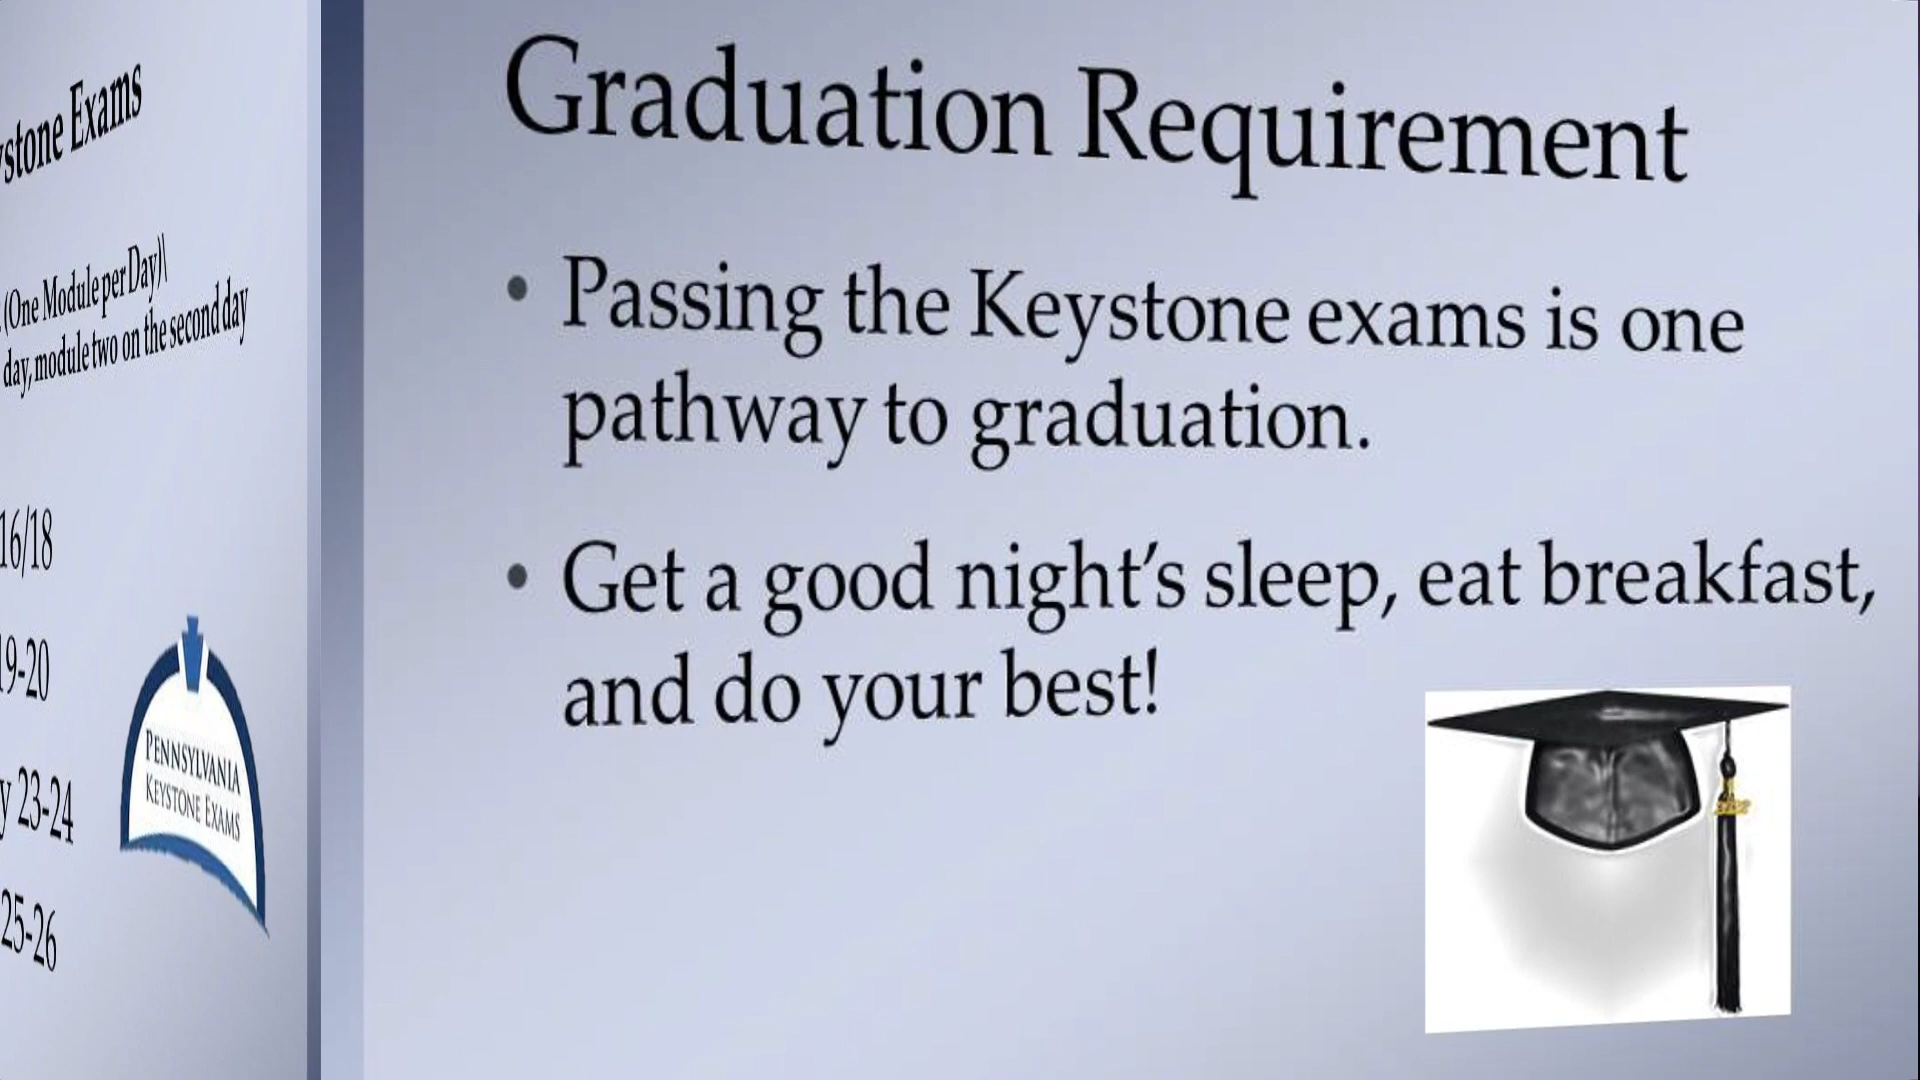 Exams
(One Module per Day)\
day, module two on the second day
16/18
19-20
23-24
25-26
PENNSYLVANIA
KEYSTONE EXAMS
Graduation Requirement
• Passing the Keystone exams is one
pathway to graduation.
• Get a good night's sleep, eat breakfast,
and do your best!